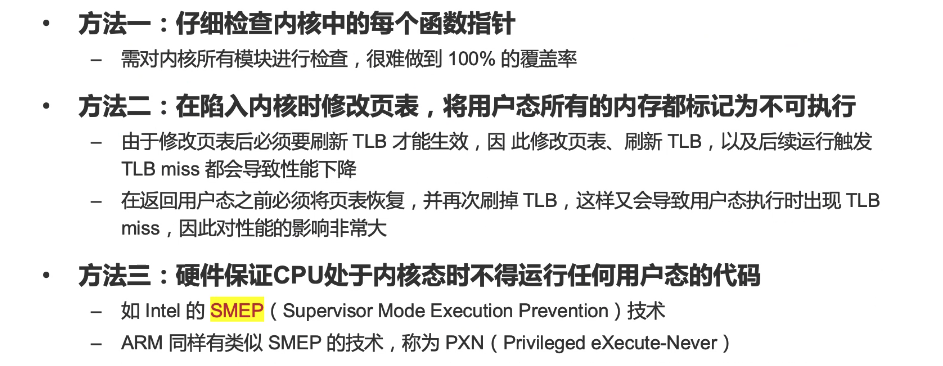 • 方法一：仔细检查内核中的每个函数指针
– 需对内核所有模块进行检查，很难做到 100% 的覆盖率
• 方法二：在陷入内核时修改页表，将用户态所有的内存都标记为不可执行
– 由于修改页表后必须要刷新 TLB 才能生效，因 此修改页表、刷新 TLB，以及后续运行触发
TLB miss 都会导致性能下降
– 在返回用户态之前必须将页表恢复，并再次刷掉 TLB，这样又会导致用户态执行时出现 TLB
miss，因此对性能的影响非常大
• 方法三：硬件保证CPU处于内核态时不得运行任何用户态的代码
– 如 Intel 的 SMEP（Supervisor Mode Execution Prevention）技术
– ARM 同样有类似 SMEP 的技术，称为 PXN（Privileged eXecute-Never）